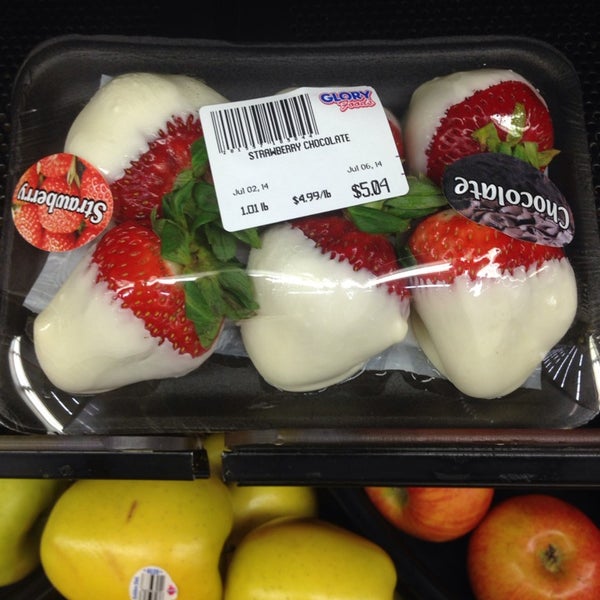 GLORY
Foods
STRAWBERRY CHOCOLATE
Jul 02, 14
Jul 06, 14
1.01 lb
$4.99/lb
$5.04
Strawberry
Chocolate